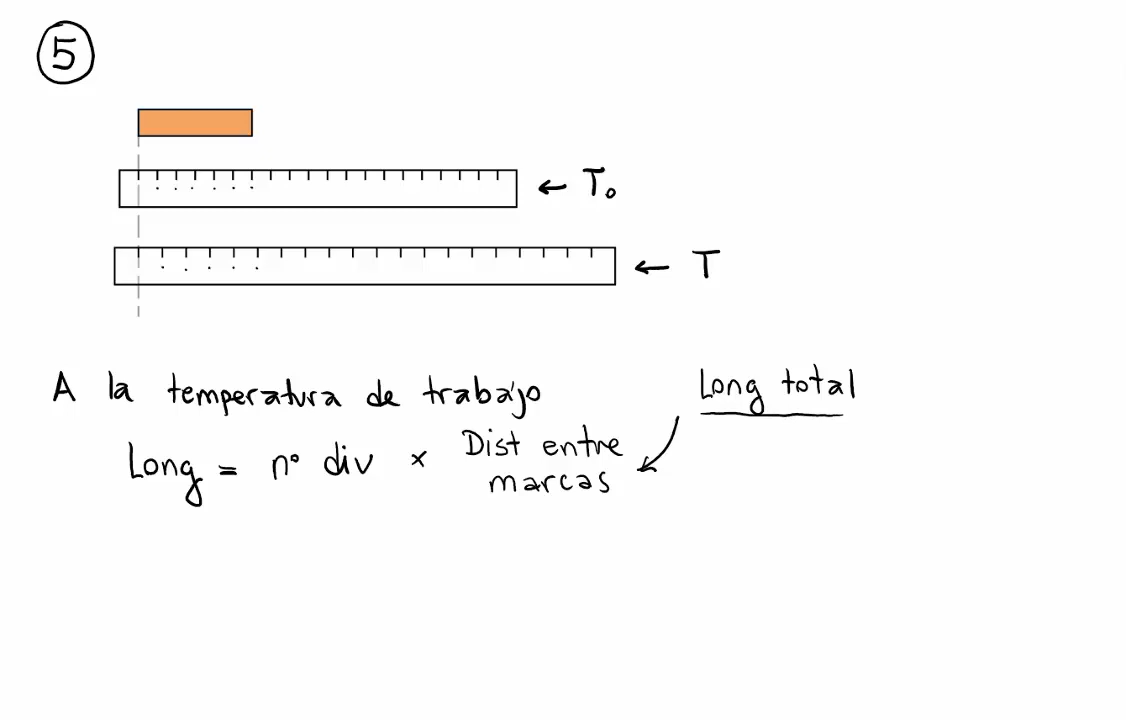 5
← T₀
← T
A la temperatura de trabajo
Long total
Long = nº div × Dist entre
marcas